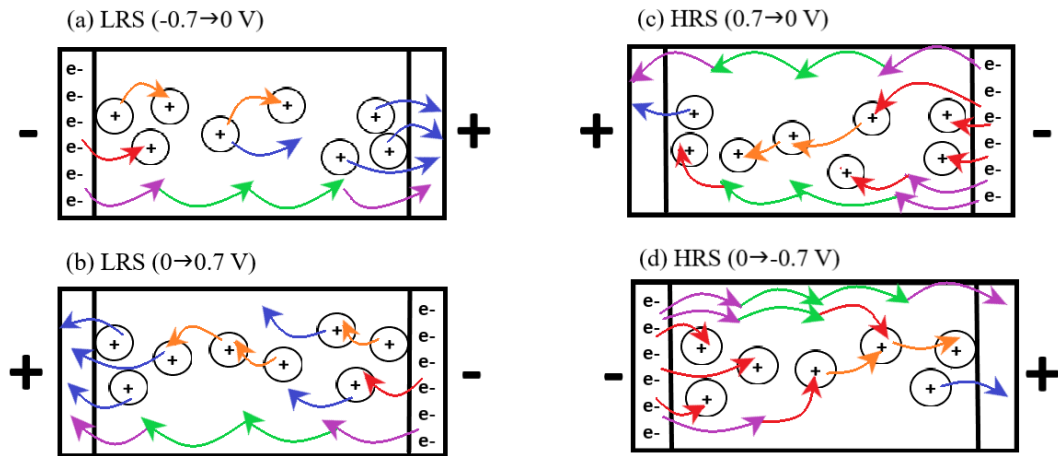 (a) LRS (-0.7→0 V)
e-
e-
e-
e-
e-
e-
-
+
+
+
+
+
+
+
+
+
(b) LRS (0→0.7 V)
+
+
+
+
+
+
+
+
+
e-
e-
e-
e-
e-
e-
-
(c) HRS (0.7→0 V)
+
+
+
+
+
+
+
+
+
e-
e-
e-
e-
e-
e-
-
(d) HRS (0→-0.7 V)
e-
e-
e-
e-
e-
e-
-
+
+
+
+
+
+
+
+